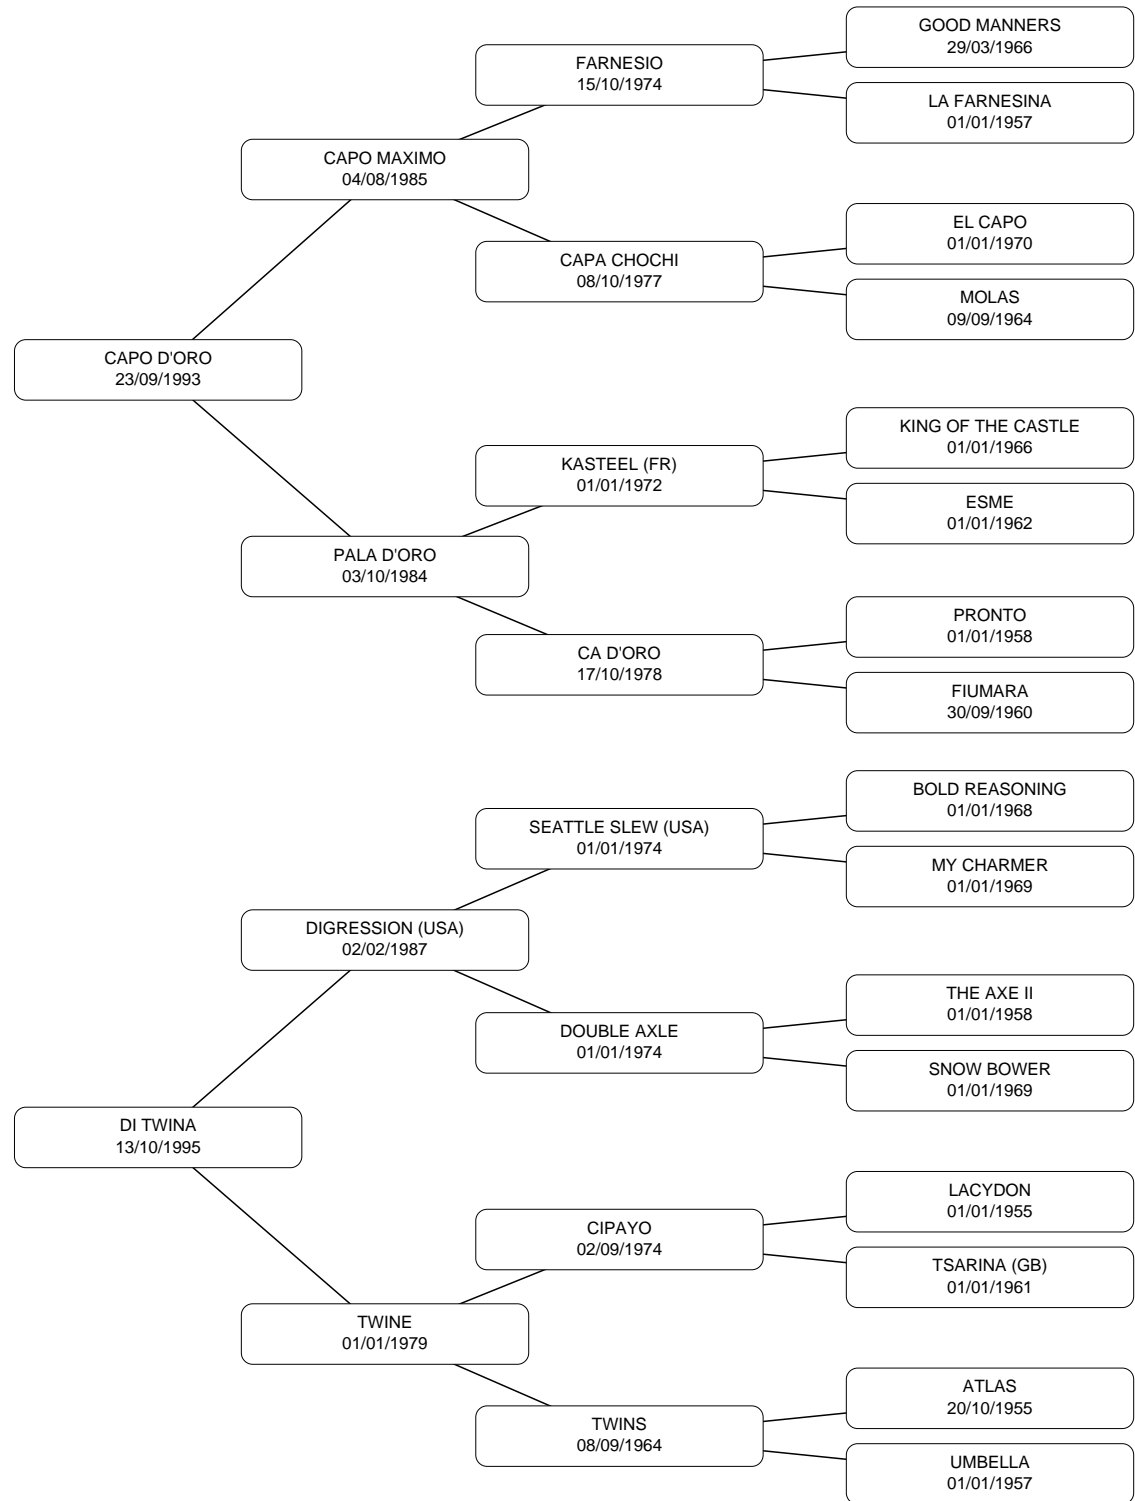 GOOD MANNERS
29/03/1966
FARNESIO
15/10/1974
LA FARNESINA
01/01/1957
CAPO MAXIMO
04/08/1985
EL CAPO
01/01/1970
CAPA CHOCHI
08/10/1977
MOLAS
09/09/1964
CAPO D'ORO
23/09/1993
KING OF THE CASTLE
01/01/1966
KASTEEL (FR)
01/01/1972
ESME
01/01/1962
PALA D'ORO
03/10/1984
PRONTO
01/01/1958
CA D'ORO
17/10/1978
FIUMARA
30/09/1960
BOLD REASONING
01/01/1968
SEATTLE SLEW (USA)
01/01/1974
MY CHARMER
01/01/1969
DIGRESSION (USA)
02/02/1987
THE AXE II
01/01/1958
DOUBLE AXLE
01/01/1974
SNOW BOWER
01/01/1969
DI TWINA
13/10/1995
LACYDON
01/01/1955
CIPAYO
02/09/1974
TSARINA (GB)
01/01/1961
TWINE
01/01/1979
ATLAS
20/10/1955
TWINS
08/09/1964
UMBELLA
01/01/1957